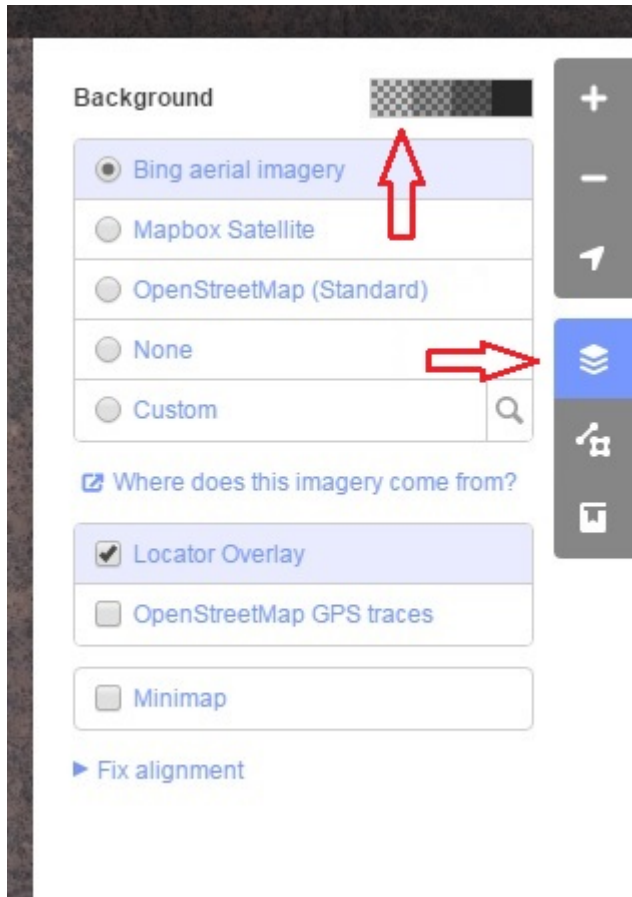 Background
Bing aerial imagery
Mapbox Satellite
OpenStreetMap (Standard)
None
Custom
Where does this imagery come from?
Locator Overlay
OpenStreetMap GPS traces
Minimap
Fix alignment